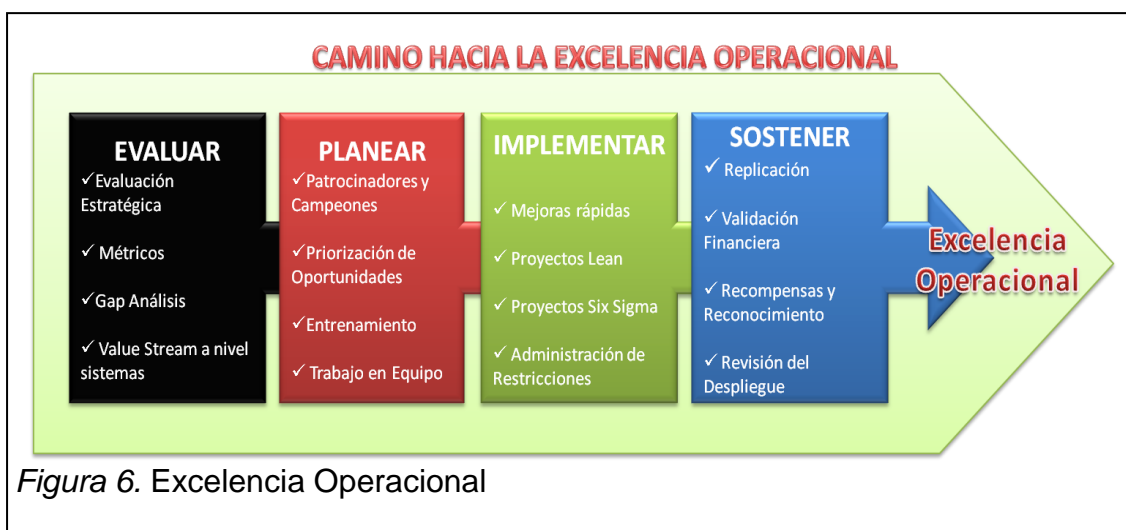 CAMINO HACIA LA EXCELENCIA OPERACIONAL
EVALUAR
✓Evaluación
Estratégica
✓ Métricos
✓Gap Análisis
✓ Value Stream a nivel
sistemas
PLANEAR
✓Patrocinadores y
Campeones
✓Priorización de
Oportunidades
✓Entrenamiento
✓ Trabajo en Equipo
IMPLEMENTAR
✓ Mejoras rápidas
✓ Proyectos Lean
✓ Proyectos Six Sigma
✓ Administración de
Restricciones
SOSTENER
✓ Replicación
✓ Validación
Financiera
✓ Recompensas y
Reconocimiento
✓ Revisión del
Despliegue
Excelencia
Operacional
Figura 6. Excelencia Operacional